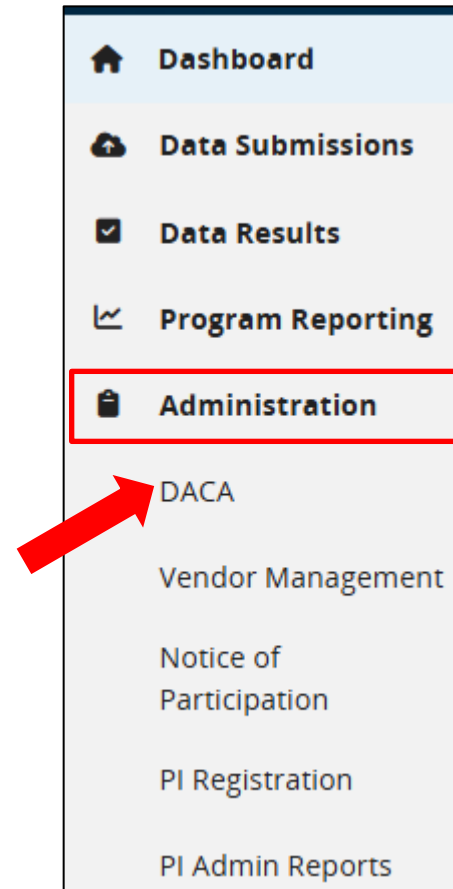 Dashboard
Data Submissions
Data Results
Program Reporting
Administration
DACA
Vendor Management
Notice of
Participation
PI Registration
PI Admin Reports